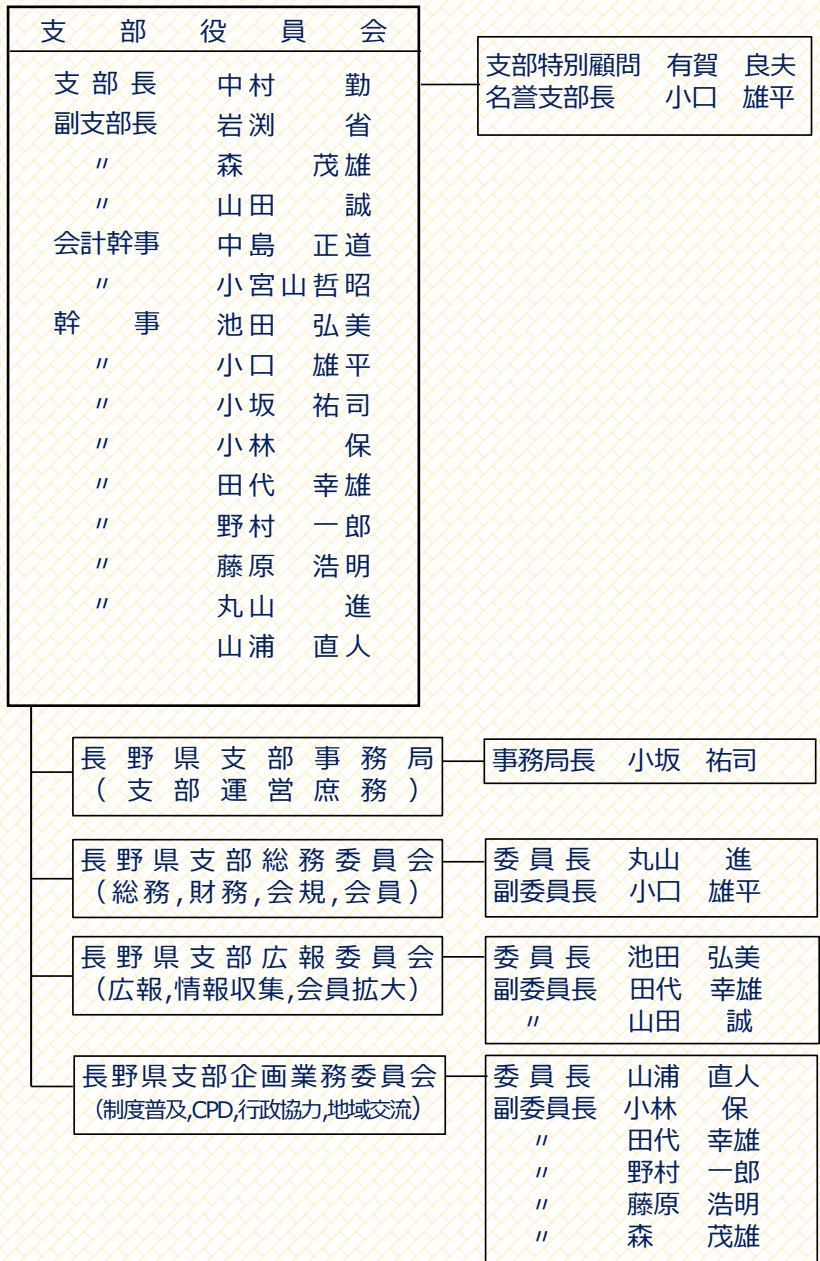 支部役員会
支部長 中村 勤
副支部長 岩渕 省
〃 森 茂雄
〃 山田 誠
会計幹事 中島 正道
〃 小宮山哲昭
幹事 池田 弘美
〃 小口 雄平
〃 小坂 祐司
〃 小林 保
〃 田代 幸雄
〃 野村 一郎
〃 藤原 浩明
〃 丸山 進
山浦 直人
支部特別顧問 有賀 良夫
名誉支部長 小口 雄平
長野県支部事務局
(支部運営庶務)
事務局長 小坂 祐司
長野県支部総務委員会
(総務,財務,会規,会員)
委員長 丸山 進
副委員長 小口 雄平
長野県支部広報委員会
(広報,情報収集,会員拡大)
委員長 池田 弘美
副委員長 田代 幸雄
〃 山田 誠
長野県支部企画業務委員会
(制度普及,CPD,行政協力,地域交流)
委員長 山浦 直人
副委員長 小林 保
〃 田代 幸雄
〃 野村 一郎
〃 藤原 浩明
〃 森 茂雄